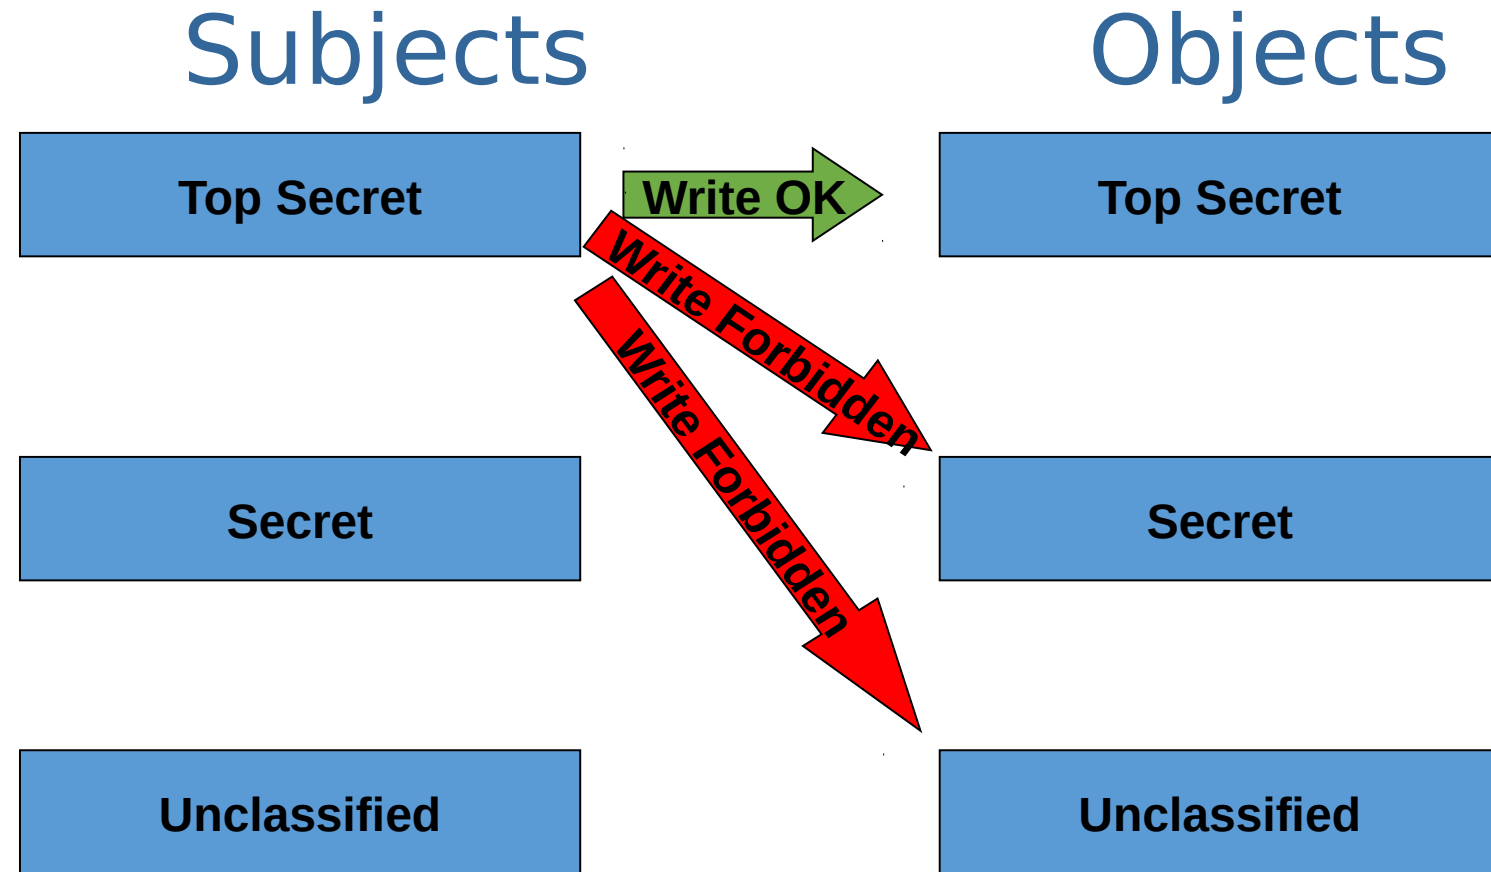 Subjects
Objects
Top Secret
Write OK
Top Secret
Write Forbidden
Write Forbidden
Secret
Secret
Unclassified
Unclassified